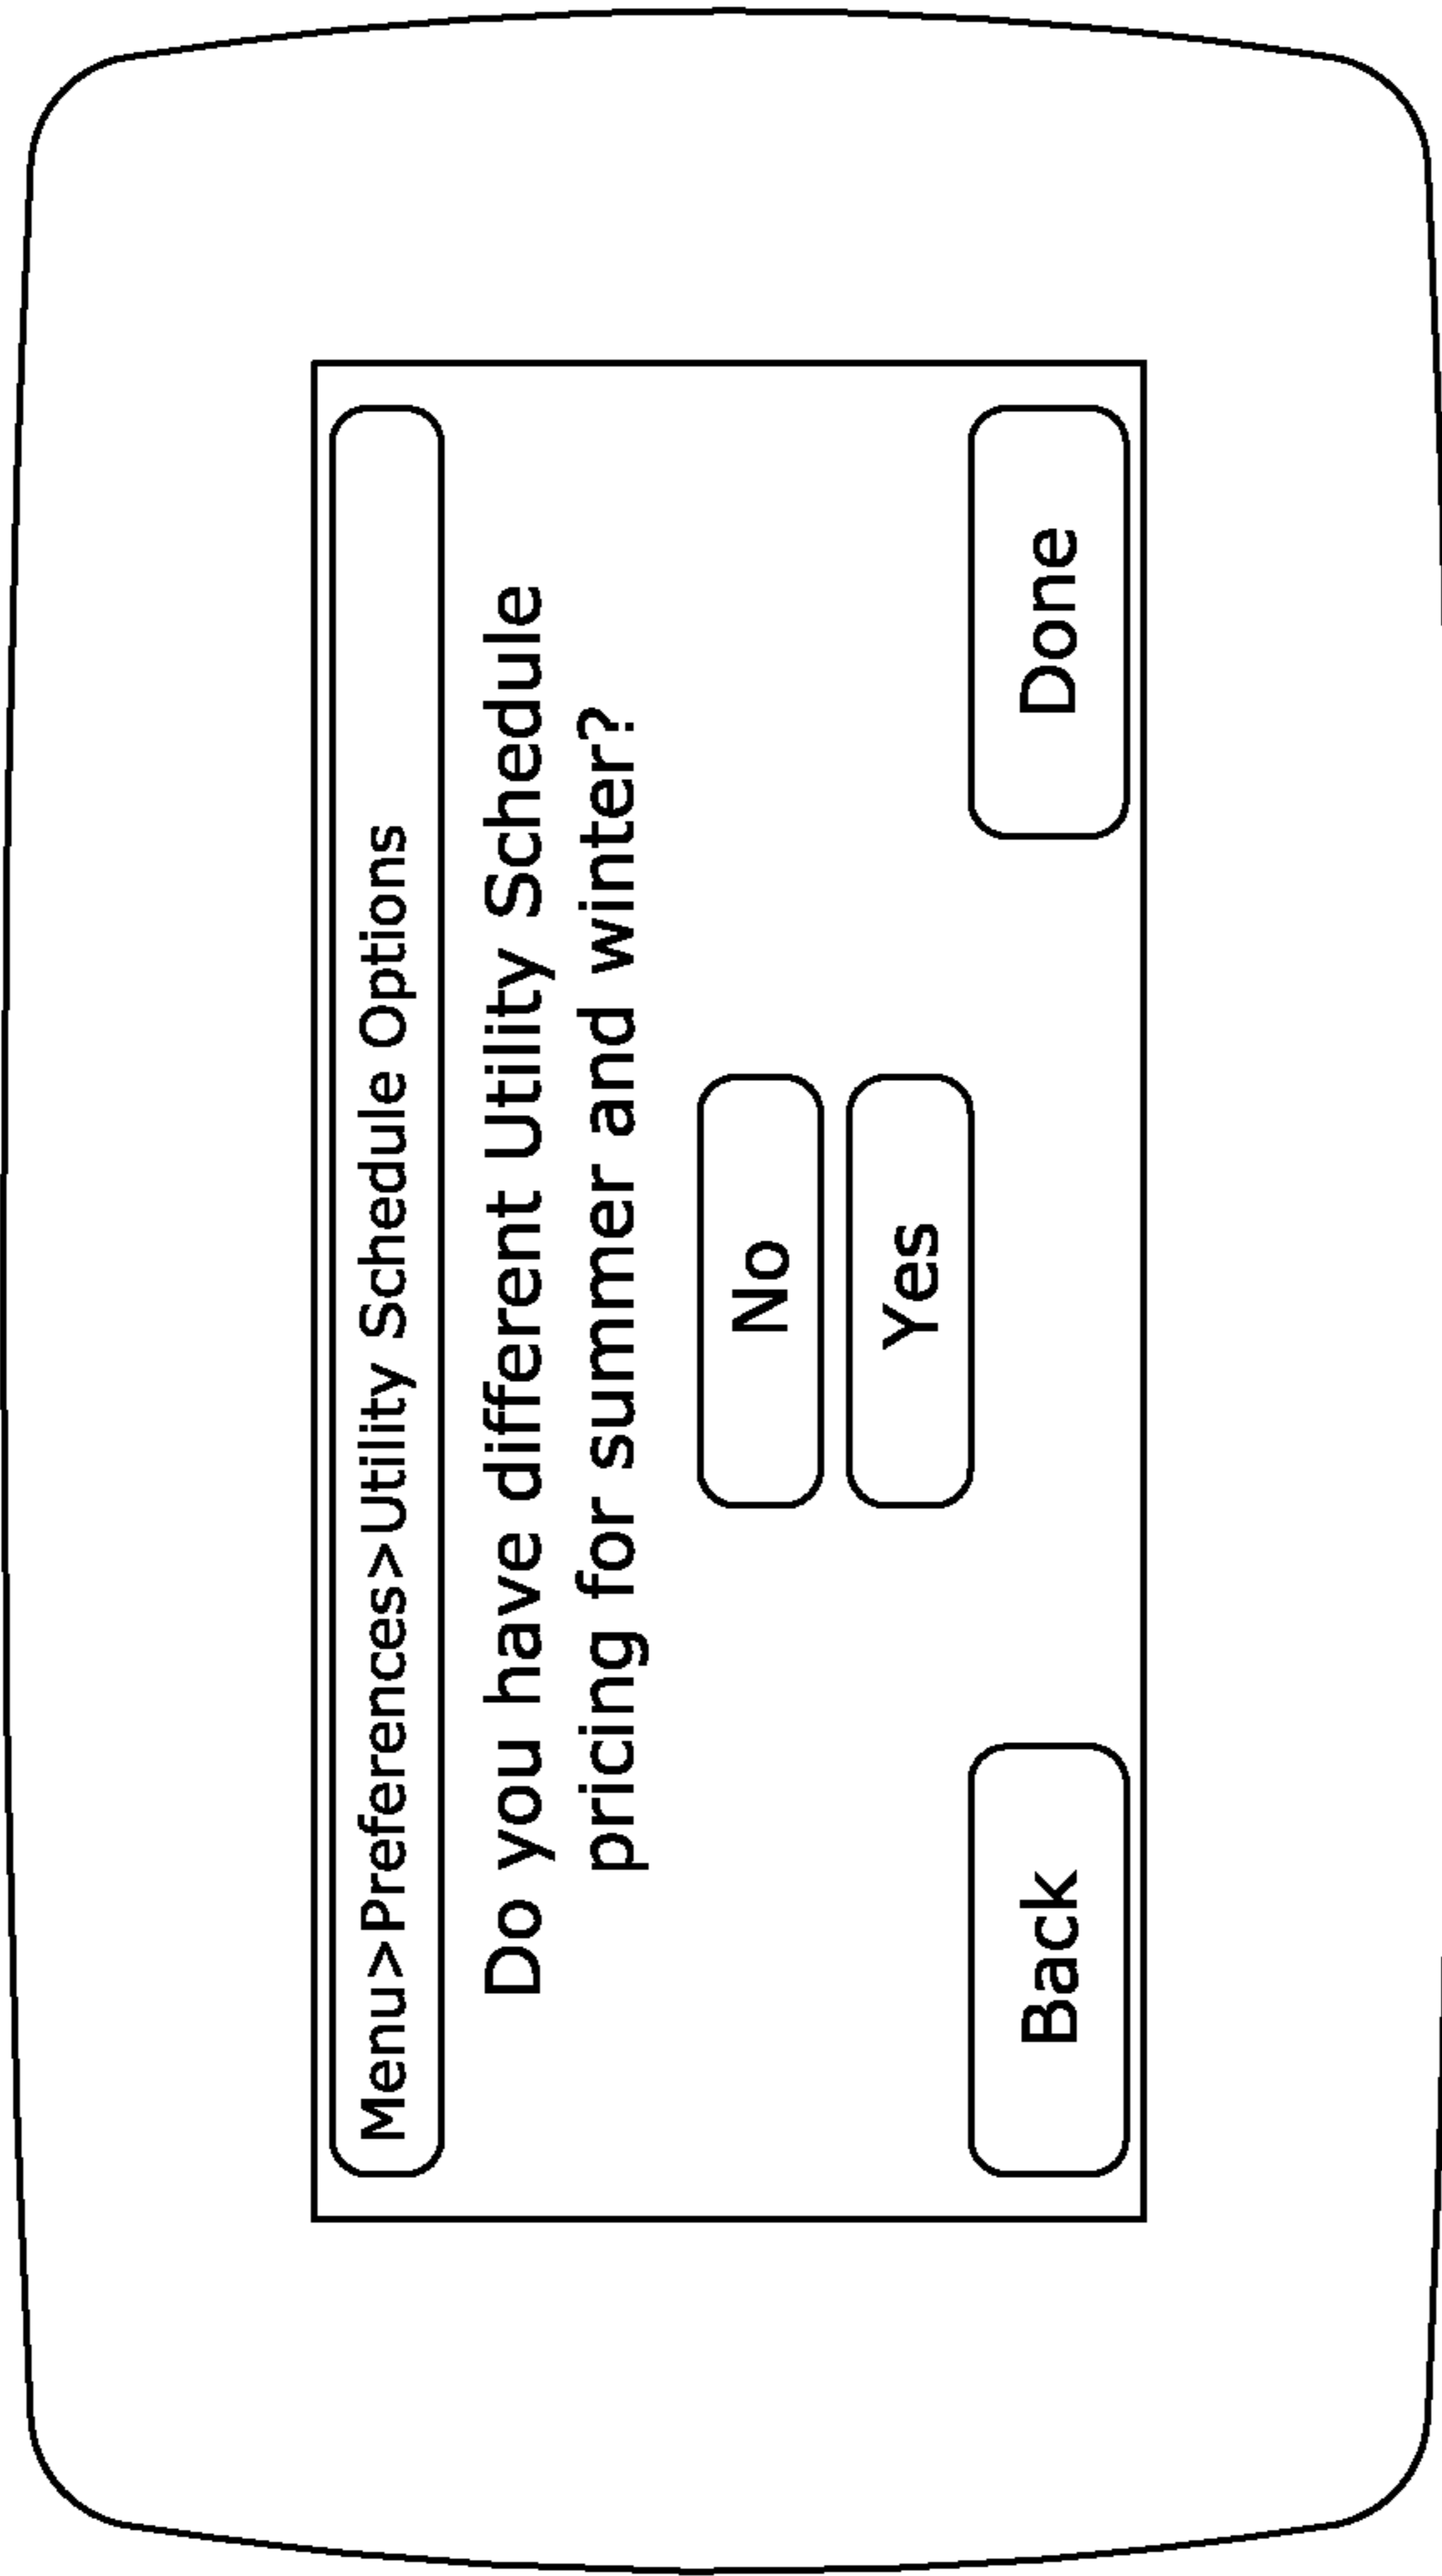 Menu>Preferences>Utility Schedule Options
Do you have different Utility Schedule
pricing for summer and winter?
No
Yes
Back
Done